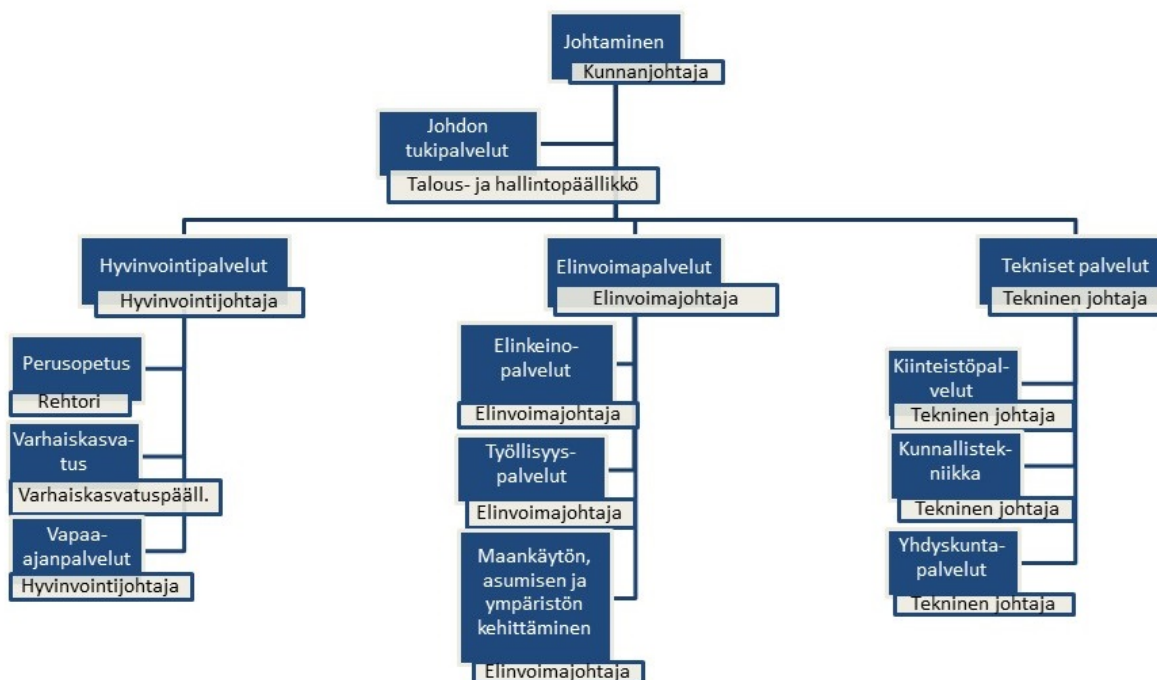 Johtaminen
Kunnanjohtaja
Johdon
tukipalvelut
Talous- ja hallintopäällikkö
Hyvinvointipalvelut
Hyvinvointijohtaja
Perusopetus
Rehtori
Varhaiskasva-
tus
Varhaiskasvatuspääll.
Vapaa-
ajanpalvelut
Hyvinvointijohtaja
Elinvoimapalvelut
Elinvoimajohtaja
Elinkeino-
palvelut
Elinvoimajohtaja
Työllisyys-
palvelut
Elinvoimajohtaja
Maankäytön,
asumisen ja
ympäristön
kehittäminen
Elinvoimajohtaja
Tekniset palvelut
Tekninen johtaja
Kiinteistöpal-
velut
Tekninen johtaja
Kunnallistek-
niikka
Tekninen johtaja
Yhdyskunta-
palvelut
Tekninen johtaja